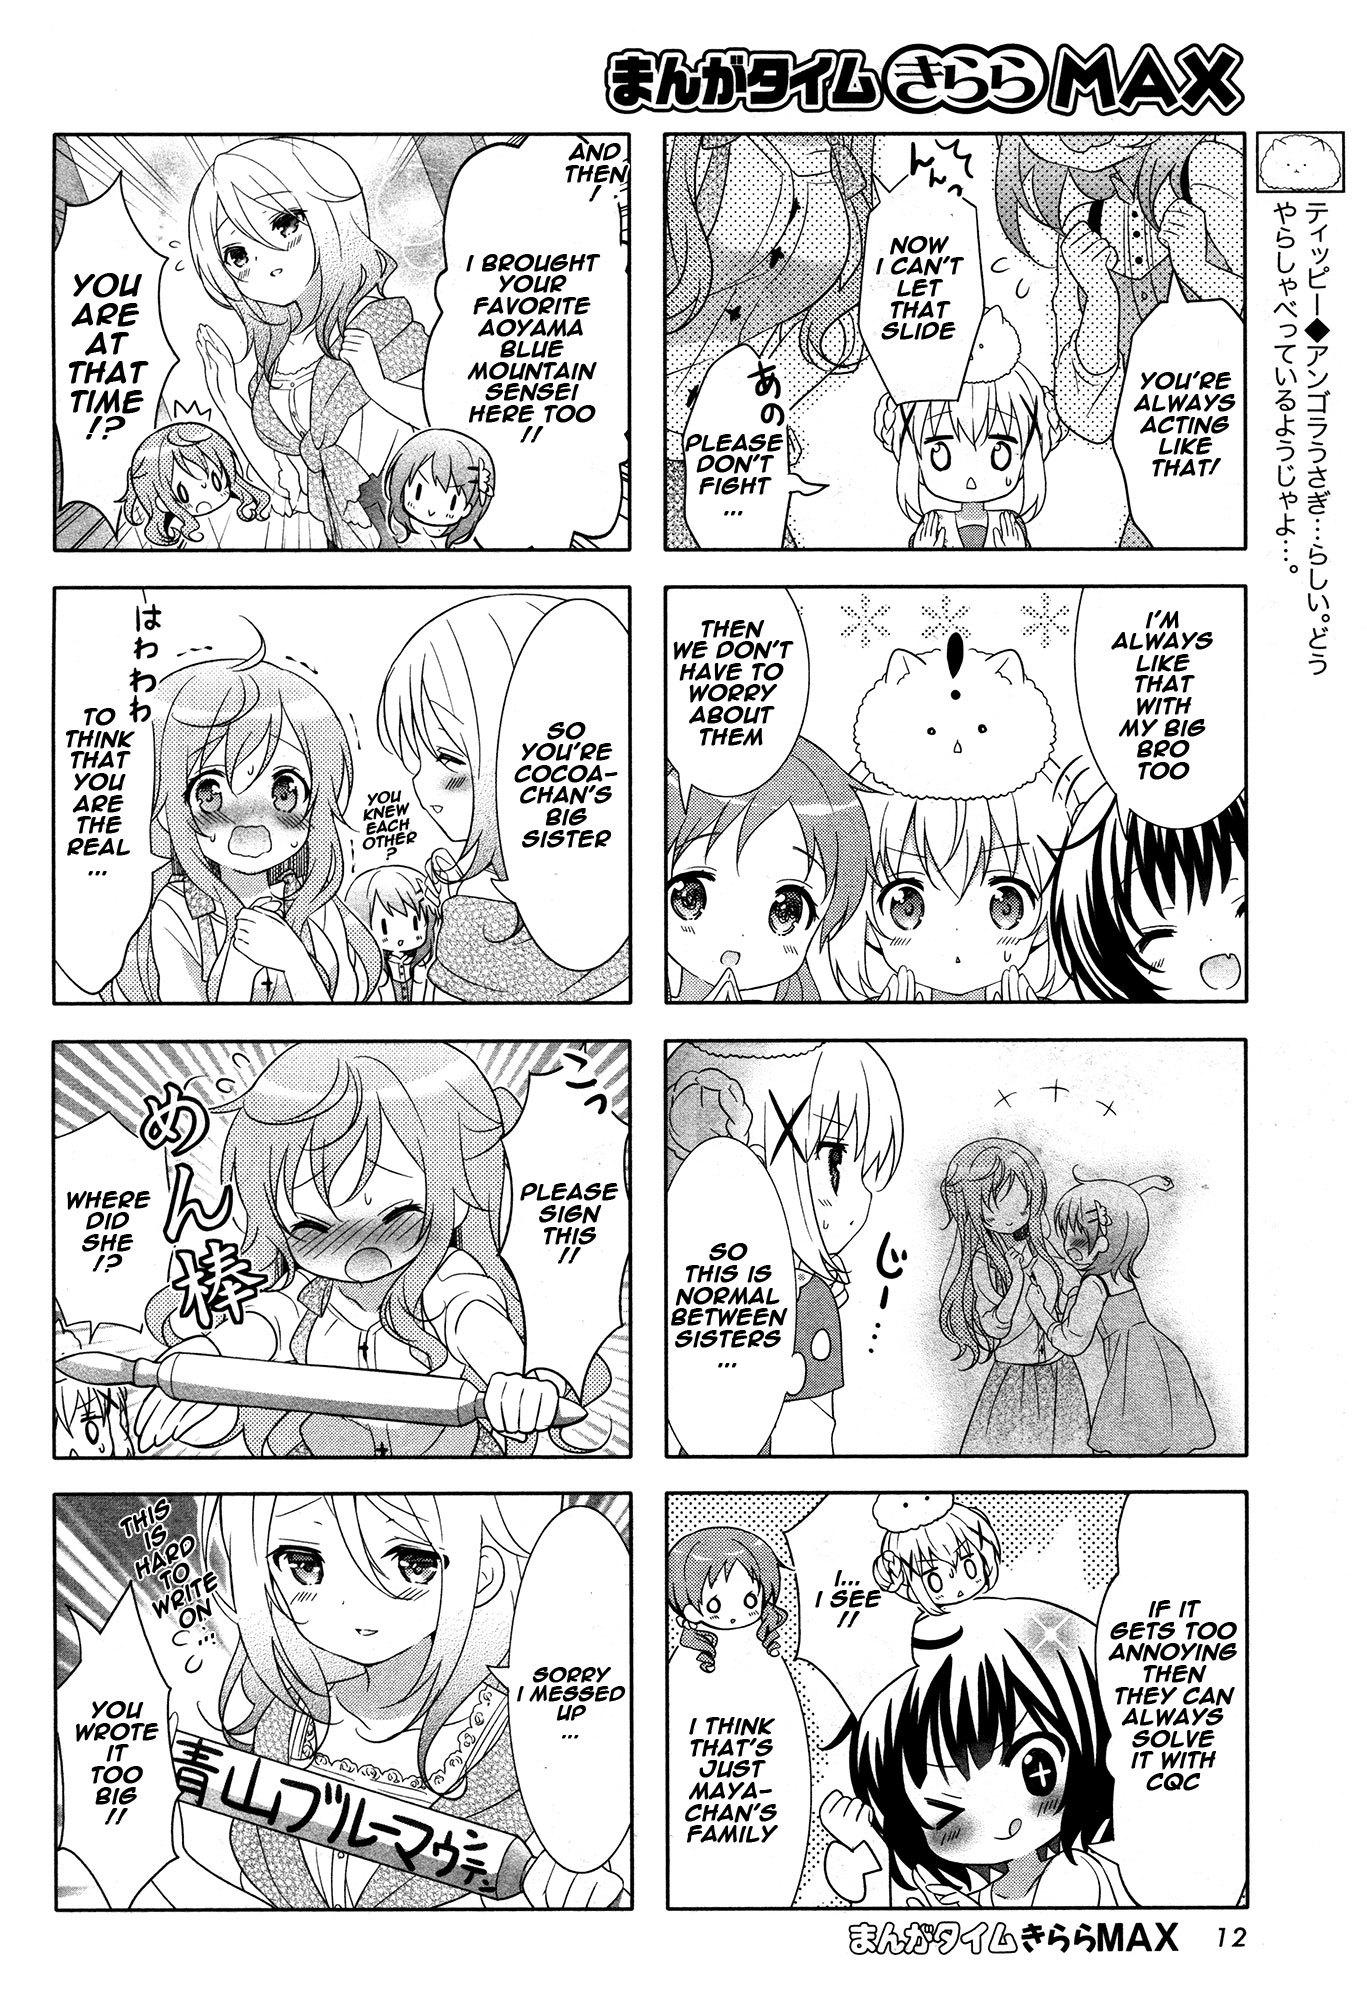 まんがタイムきららMAX
ティッピー◆アンゴラうさぎ…らしい。どう
やらしゃべっているようじゃよ…。
YOU'RE
ALWAYS
ACTING
LIKE
THAT!
んんっ
NOW
I CAN'T
LET
THAT
SLIDE
あの
PLEASE
DON'T
FIGHT
...
I'M
ALWAYS
LIKE
THAT
WITH
MY BIG
BRO
TOO
THEN
WE DON'T
HAVE TO
WORRY
ABOUT
THEM
じー…
SO
THIS IS
NORMAL
BETWEEN
SISTERS
...
IF IT
GETS TOO
ANNOYING
THEN
THEY CAN
ALWAYS
SOLVE
IT WITH
CQC
I...
I SEE
!!
I THINK
THAT'S
JUST
MAYA-
CHAN'S
FAMILY
AND
THEN
!
I BROUGHT
YOUR
FAVORITE
AOYAMA
BLUE
MOUNTAIN
SENSEI
HERE TOO
!!
YOU
ARE
AT
THAT
TIME
!?
SO
YOU'RE
COCOA-
CHAN'S
BIG
SISTER
YOU
KNEW
EACH
OTHER
?
はわわわ
TO
THINK
THAT
YOU
ARE
THE
REAL
...
こっ
PLEASE
SIGN
THIS
!!
めん棒
WHERE
DID
SHE
!?
SORRY
I MESSED
UP
...
THIS
IS
HARD
TO
WRITE
ON...
青山ブルーマウンテン
YOU
WROTE
IT
TOO
BIG
!!
まんがタイムきららMAX 12